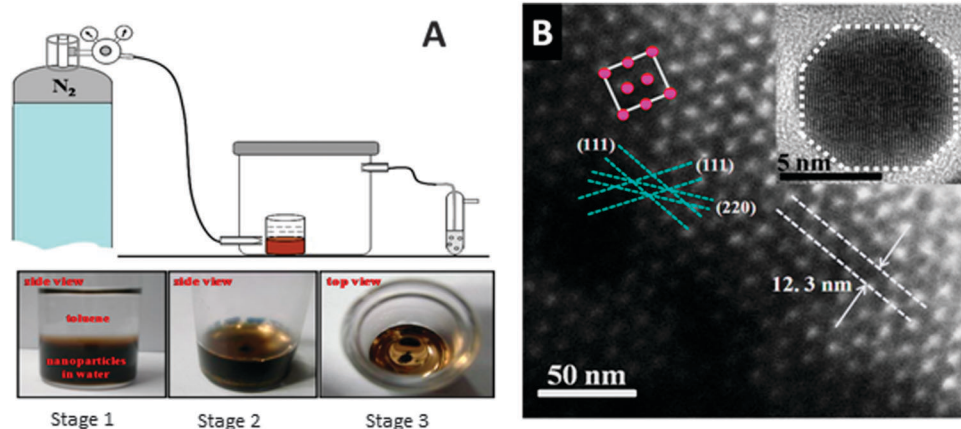 A
N2
side view
toluene
nanoparticles
in water
Stage 1
side view
Stage 2
top view
Stage 3
B
(111)
(111)
(220)
12.3 nm
50 nm
5 nm